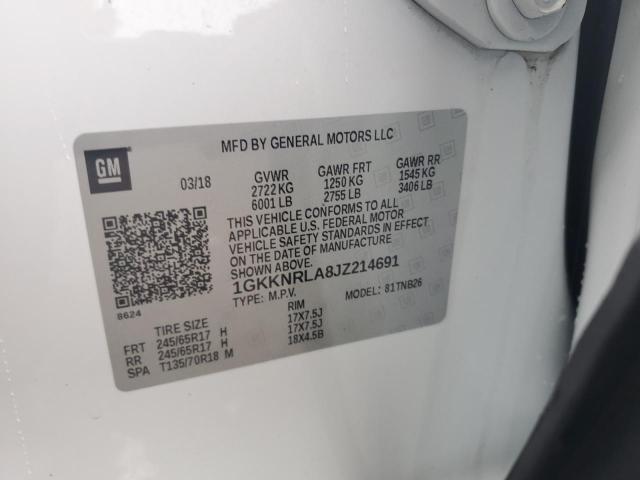 MFD BY GENERAL MOTORS LLC
GM
03/18 GVWR GAWR FRT GAWR RR
2722 KG 1250 KG 1545 KG
6001 LB 2755 LB 3406 LB
THIS VEHICLE CONFORMS TO ALL
APPLICABLE U.S. FEDERAL MOTOR
VEHICLE SAFETY STANDARDS IN EFFECT
ON THE DATE OF MANUFACTURE
1GKKNRLA8JZ214691
TYPE: M.P.V. MODEL: 81TNB26
8624
TIRE SIZE RIM
FRT 245/65R17 H 17X7.5J
RR 245/65R17 H 17X7.5J
SPA T135/70R18 M 18X4.5B